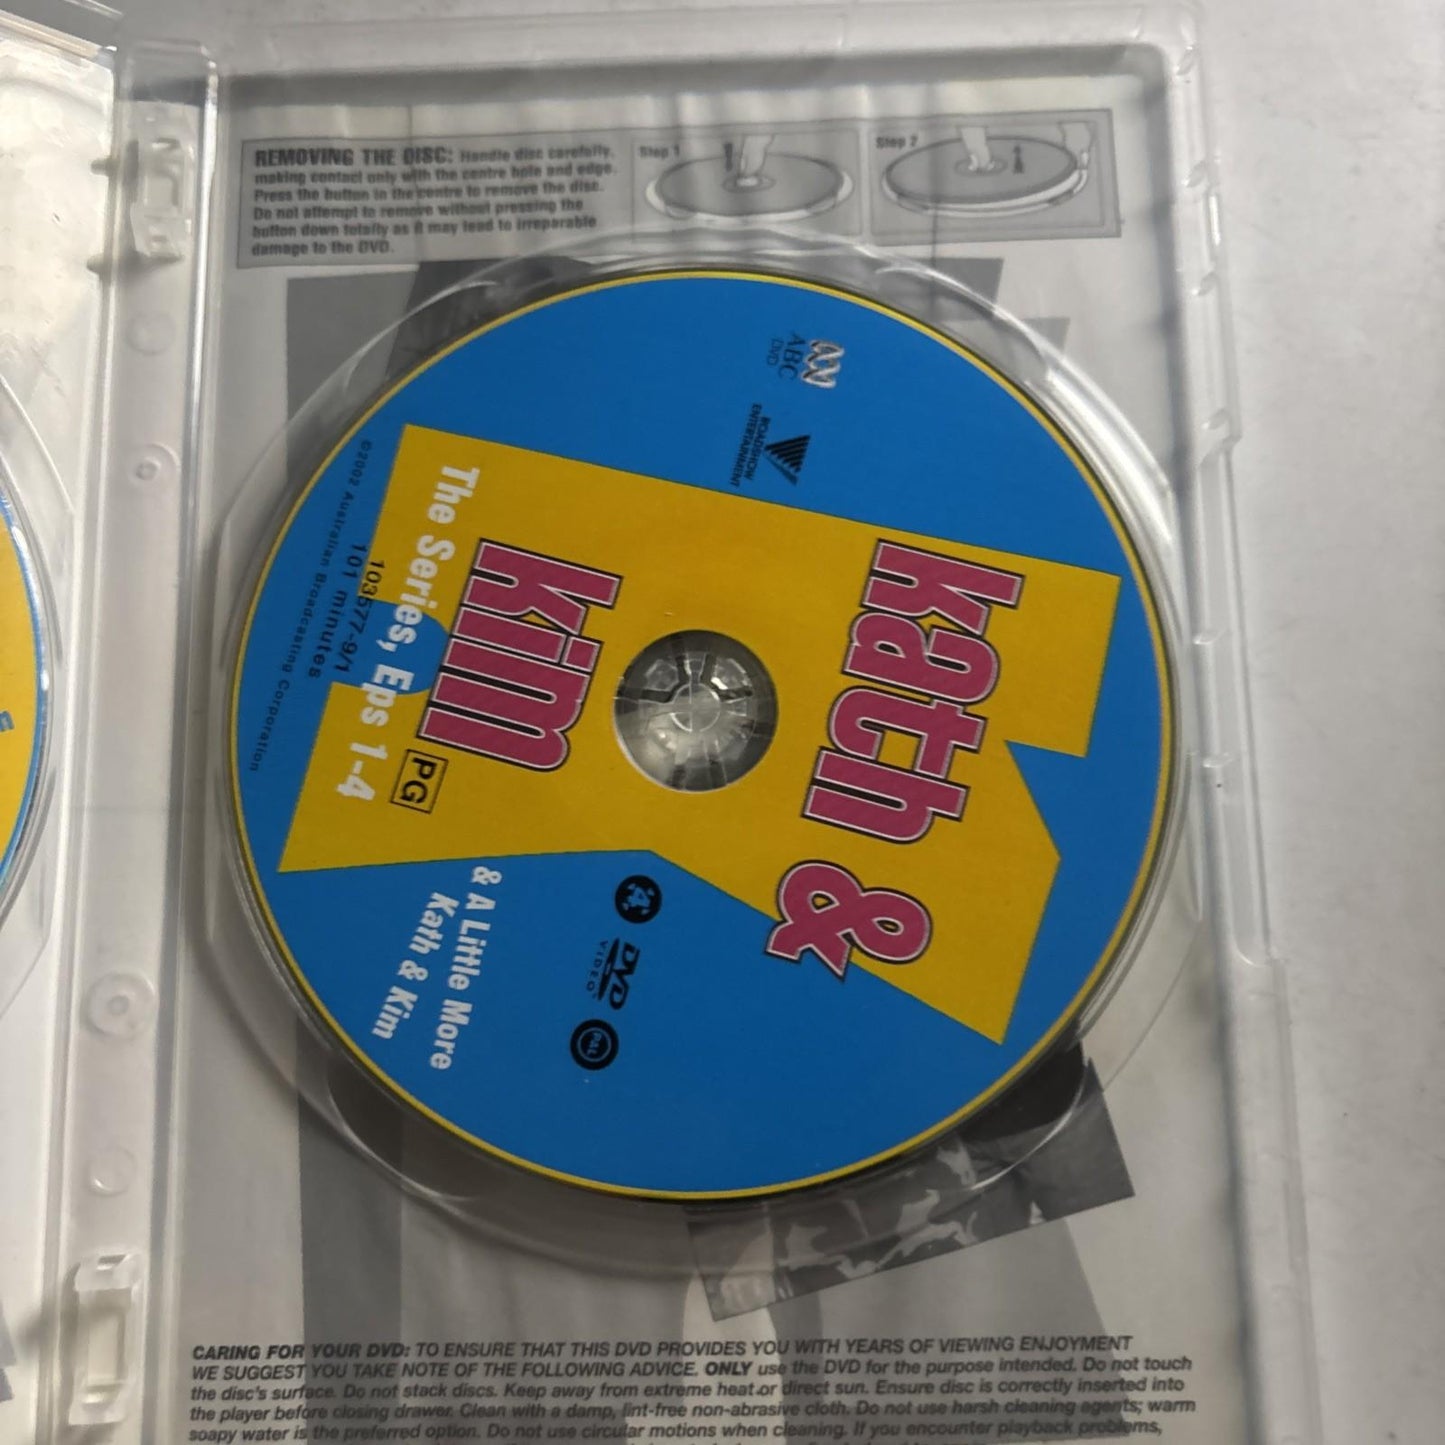 REMOVING THE DISC: Handle disc carefully,
making contact only with the centre hole and edge.
Press the button in the centre to remove the disc.
Do not attempt to remove without pressing the
button down totally as it may lead to irreparable
damage to the DVD.
Step 1
Step 2
ABC
DVD
ROADSHOW
ENTERTAINMENT
kath &
kim
The Series, Eps 1-4
PG
& A Little More
Kath & Kim
4
DVD
VIDEO
PAL
103577-9/1
101 minutes
©2002 Australian Broadcasting Corporation
CARING FOR YOUR DVD: TO ENSURE THAT THIS DVD PROVIDES YOU WITH YEARS OF VIEWING ENJOYMENT
WE SUGGEST YOU TAKE NOTE OF THE FOLLOWING ADVICE. ONLY use the DVD for the purpose intended. Do not touch
the disc's surface. Do not stack discs. Keep away from extreme heat or direct sun. Ensure disc is correctly inserted into
the player before closing drawer. Clean with a damp, lint-free non-abrasive cloth. Do not use harsh cleaning agents; warm
soapy water is the preferred option. Do not use circular motions when cleaning. If you encounter playback problems,